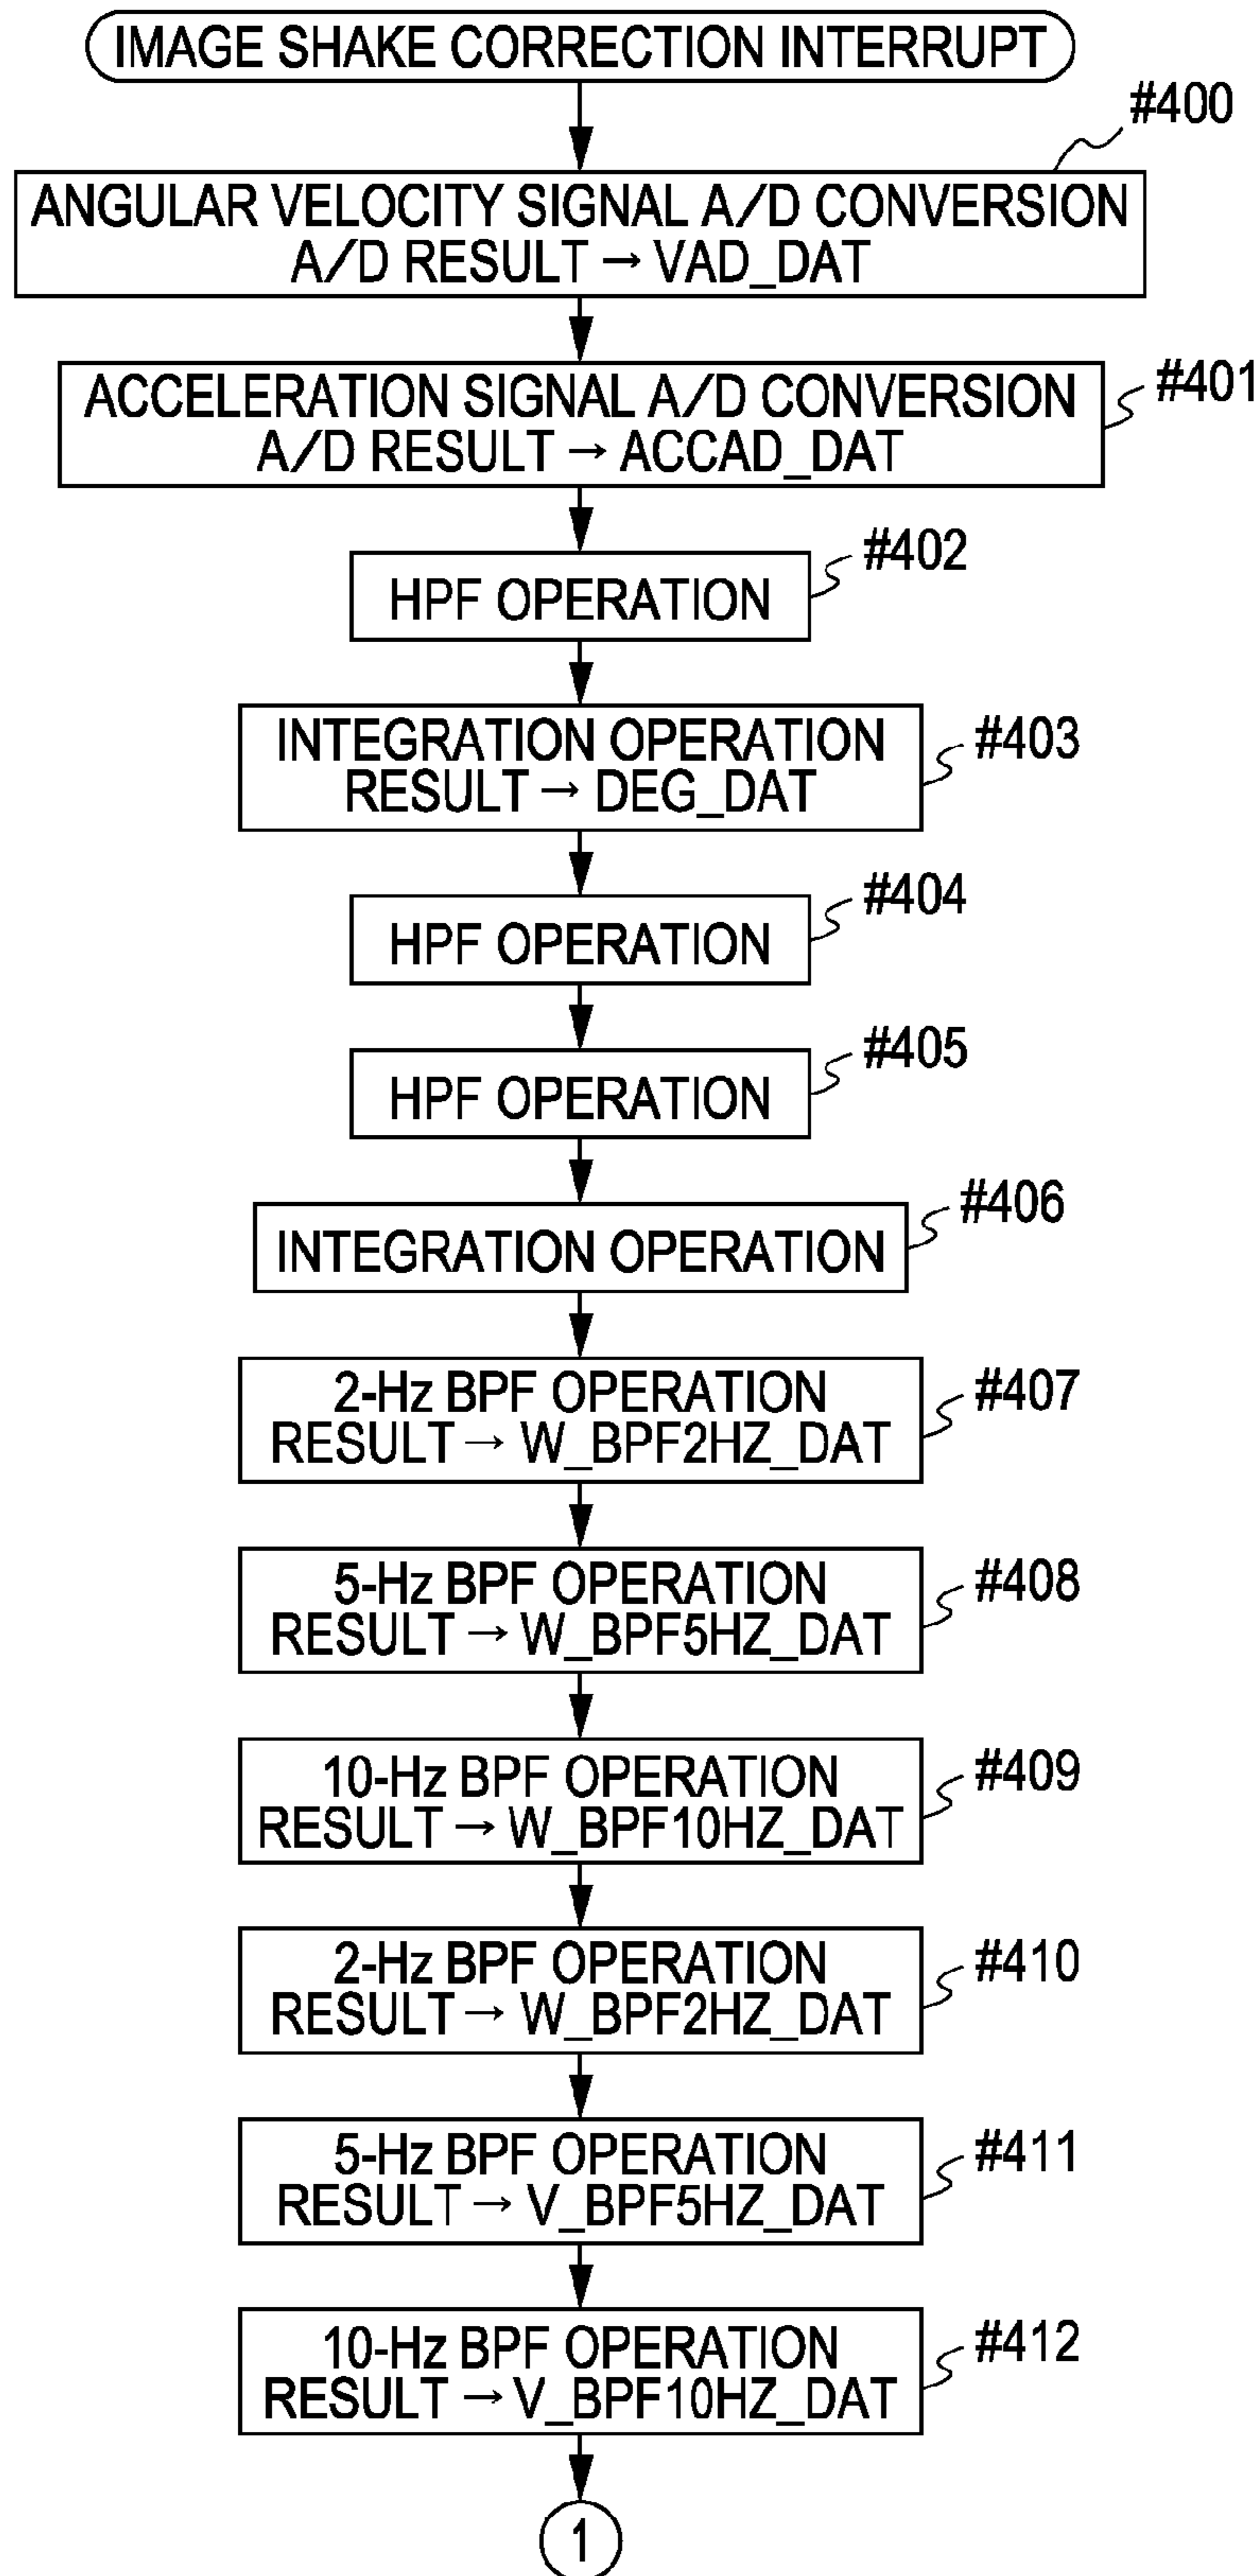 IMAGE SHAKE CORRECTION INTERRUPT
#400
ANGULAR VELOCITY SIGNAL A/D CONVERSION
A/D RESULT → VAD_DAT
#401
ACCELERATION SIGNAL A/D CONVERSION
A/D RESULT → ACCAD_DAT
#402
HPF OPERATION
#403
INTEGRATION OPERATION
RESULT → DEG_DAT
#404
HPF OPERATION
#405
HPF OPERATION
#406
INTEGRATION OPERATION
#407
2-Hz BPF OPERATION
RESULT → W_BPF2HZ_DAT
#408
5-Hz BPF OPERATION
RESULT → W_BPF5HZ_DAT
#409
10-Hz BPF OPERATION
RESULT → W_BPF10HZ_DAT
#410
2-Hz BPF OPERATION
RESULT → W_BPF2HZ_DAT
#411
5-Hz BPF OPERATION
RESULT → V_BPF5HZ_DAT
#412
10-Hz BPF OPERATION
RESULT → V_BPF10HZ_DAT
1